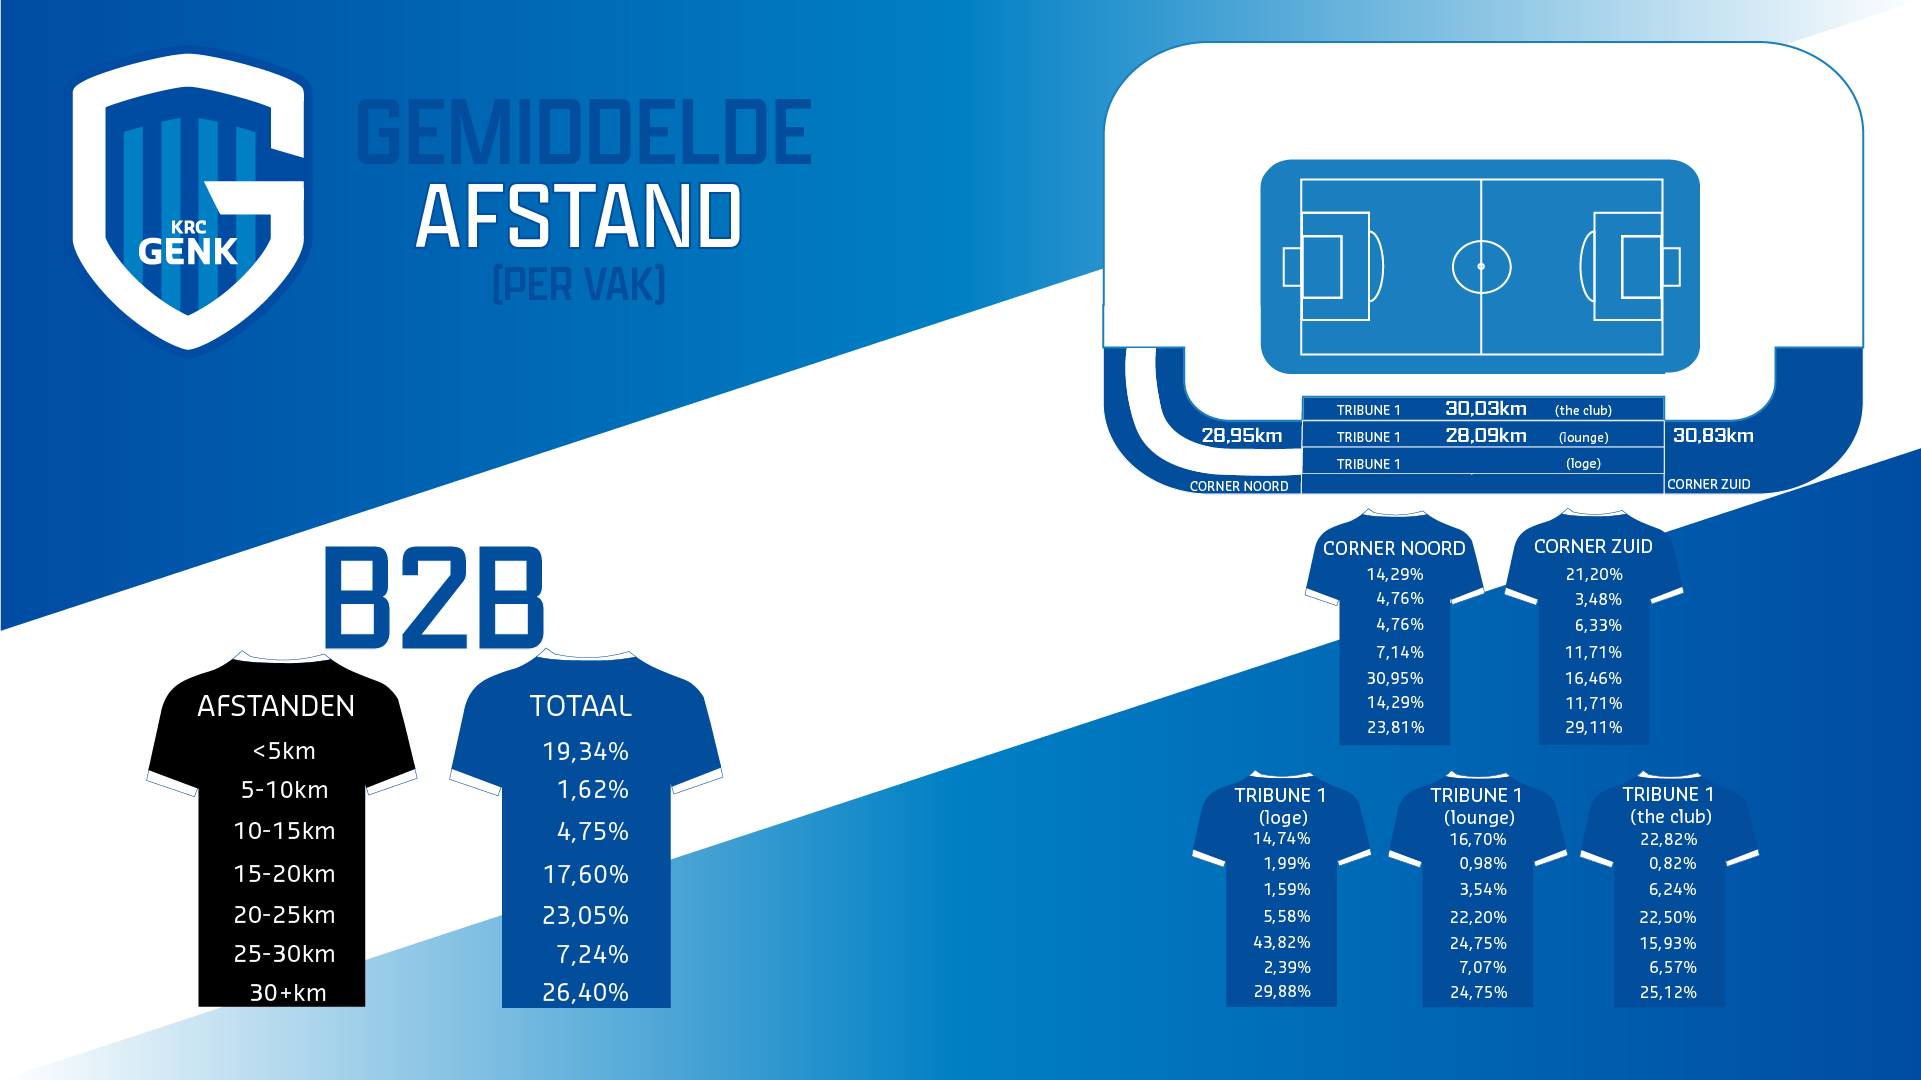 KRC
GENK
GEMIDDELDE
AFSTAND
(PER VAK)
TRIBUNE 1 30,03km (the club)
28,95km TRIBUNE 1 28,09km (lounge) 30,83km
TRIBUNE 1 (loge)
CORNER NOORD CORNER ZUID
B2B
AFSTANDEN
<5km
5-10km
10-15km
15-20km
20-25km
25-30km
30+km
TOTAAL
19,34%
1,62%
4,75%
17,60%
23,05%
7,24%
26,40%
CORNER NOORD
14,29%
4,76%
4,76%
7,14%
30,95%
14,29%
23,81%
CORNER ZUID
21,20%
3,48%
6,33%
11,71%
16,46%
11,71%
29,11%
TRIBUNE 1
(loge)
14,74%
1,99%
1,59%
5,58%
43,82%
2,39%
29,88%
TRIBUNE 1
(lounge)
16,70%
0,98%
3,54%
22,20%
24,75%
7,07%
24,75%
TRIBUNE 1
(the club)
22,82%
0,82%
6,24%
22,50%
15,93%
6,57%
25,12%